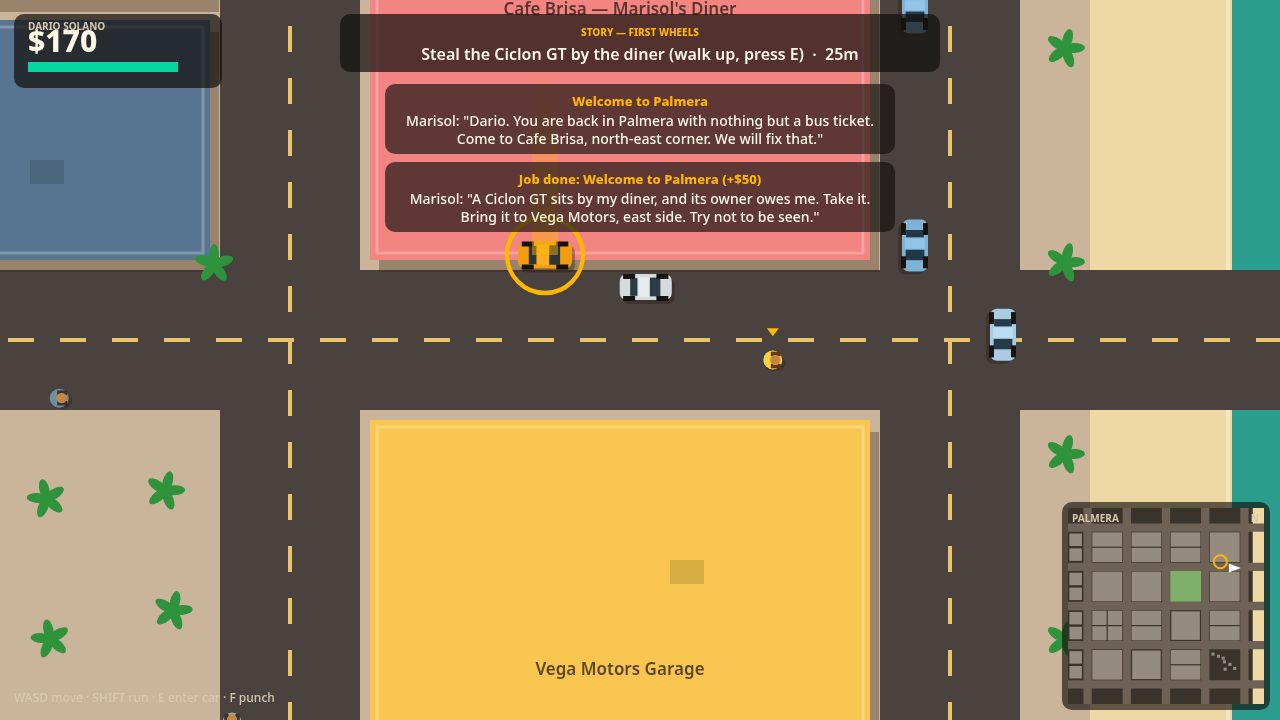 Cafe Brisa — Marisol's Diner
DARIO SOLANO
$170
STORY — FIRST WHEELS
Steal the Ciclon GT by the diner (walk up, press E) · 25m
Welcome to Palmera
Marisol: "Dario. You are back in Palmera with nothing but a bus ticket.
Come to Cafe Brisa, north-east corner. We will fix that."
Job done: Welcome to Palmera (+$50)
Marisol: "A Ciclon GT sits by my diner, and its owner owes me. Take it.
Bring it to Vega Motors, east side. Try not to be seen."
PALMERA
Vega Motors Garage
WASD move · SHIFT run · E enter car · F punch